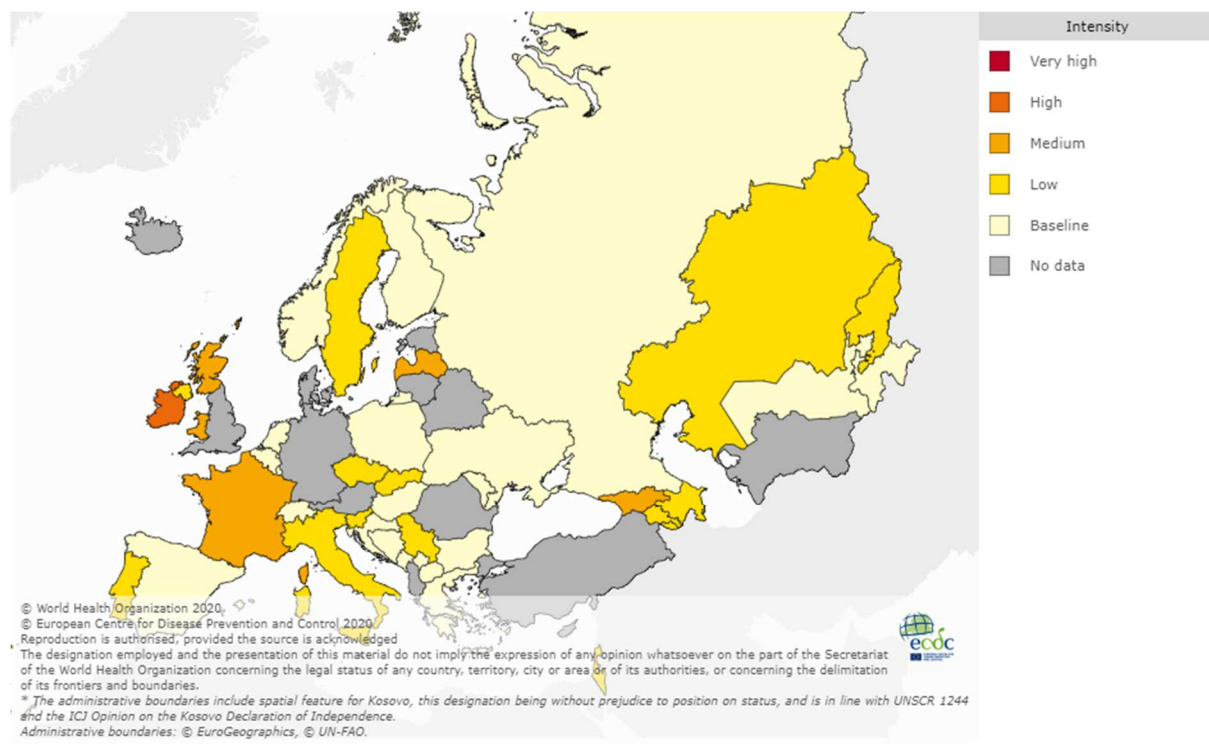 Intensity
Very high
High
Medium
Low
Baseline
No data
© World Health Organization 2020.
© European Centre for Disease Prevention and Control 2020
Reproduction is authorised, provided the source is acknowledged
The designation employed and the presentation of this material do not imply the expression of any opinion whatsoever on the part of the Secretariat
of the World Health Organization concerning the legal status of any country, territory, city or area or of its authorities, or concerning the delimitation
of its frontiers and boundaries.
* The administrative boundaries include spatial feature for Kosovo, this designation being without prejudice to position on status, and is in line with UNSCR 1244
and the ICJ Opinion on the Kosovo Declaration of Independence.
Administrative boundaries: © EuroGeographics, © UN-FAO.
ecdc